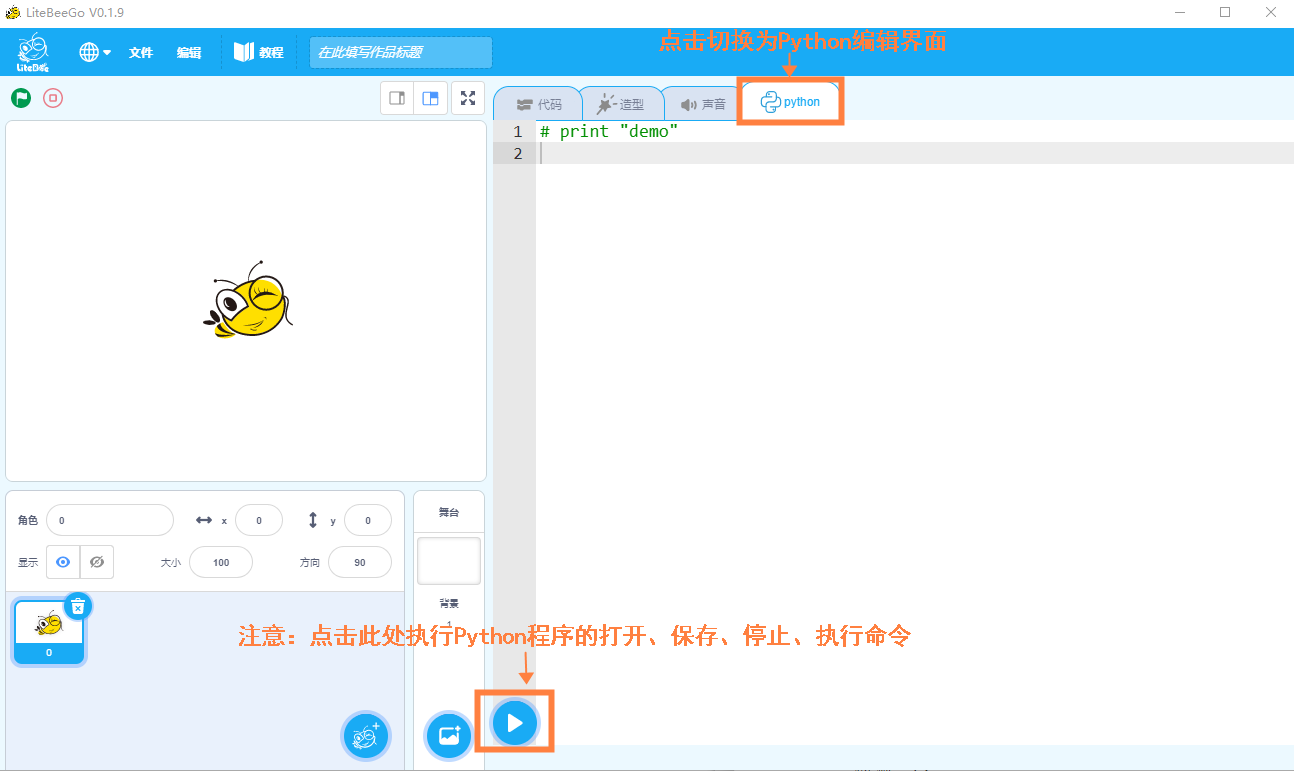 LiteBeeGo V0.1.9
LiteBee
文件
编辑
教程
在此填写作品标题
点击切换为Python编辑界面
代码
造型
声音
python
1 # print "demo"
2
角色 0
x 0
y 0
显示
大小 100
方向 90
舞台
背景
1
注意：点击此处执行Python程序的打开、保存、停止、执行命令
0